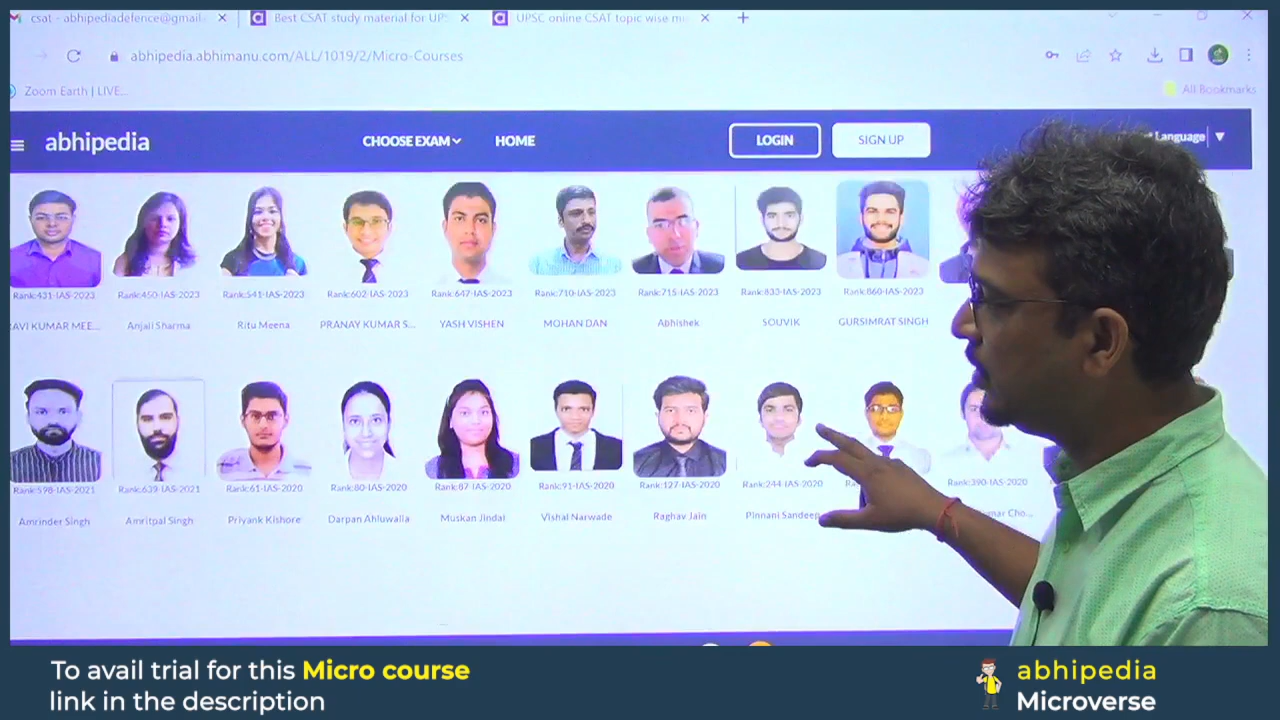 csat - abhipediadefence@gmail
Best CSAT study material for UP
UPSC online CSAT topic wise mi
abhipedia.abhimanu.com/ALL/1019/2/Micro-Courses
Zoom Earth | LIVE...
All Bookmarks
abhipedia
CHOOSE EXAM
HOME
LOGIN
SIGN UP
Language
Rank:431-IAS-2023
Rank:450-IAS-2023
Rank:541-IAS-2023
Rank:602-IAS-2023
Rank:647-IAS-2023
Rank:710-IAS-2023
Rank:715-IAS-2023
Rank:833-IAS-2023
Rank:860-IAS-2023
AVI KUMAR MEE...
Anjali Sharma
Ritu Meena
PRANAY KUMAR S...
YASH VISHEN
MOHAN DAN
Abhishek
SOUVIK
GURSIMRAT SINGH
Rank:598-IAS-2021
Rank:639-IAS-2021
Rank:61-IAS-2020
Rank:80-IAS-2020
Rank:87-IAS-2020
Rank:91-IAS-2020
Rank:127-IAS-2020
Rank:244-IAS-2020
Rank:390-IAS-2020
Amrinder Singh
Amritpal Singh
Priyank Kishore
Darpan Ahluwalia
Muskan Jindal
Vishal Narwade
Raghav Jain
Pinnani Sandeep
Cho...
To avail trial for this Micro course
link in the description
abhipedia
Microverse